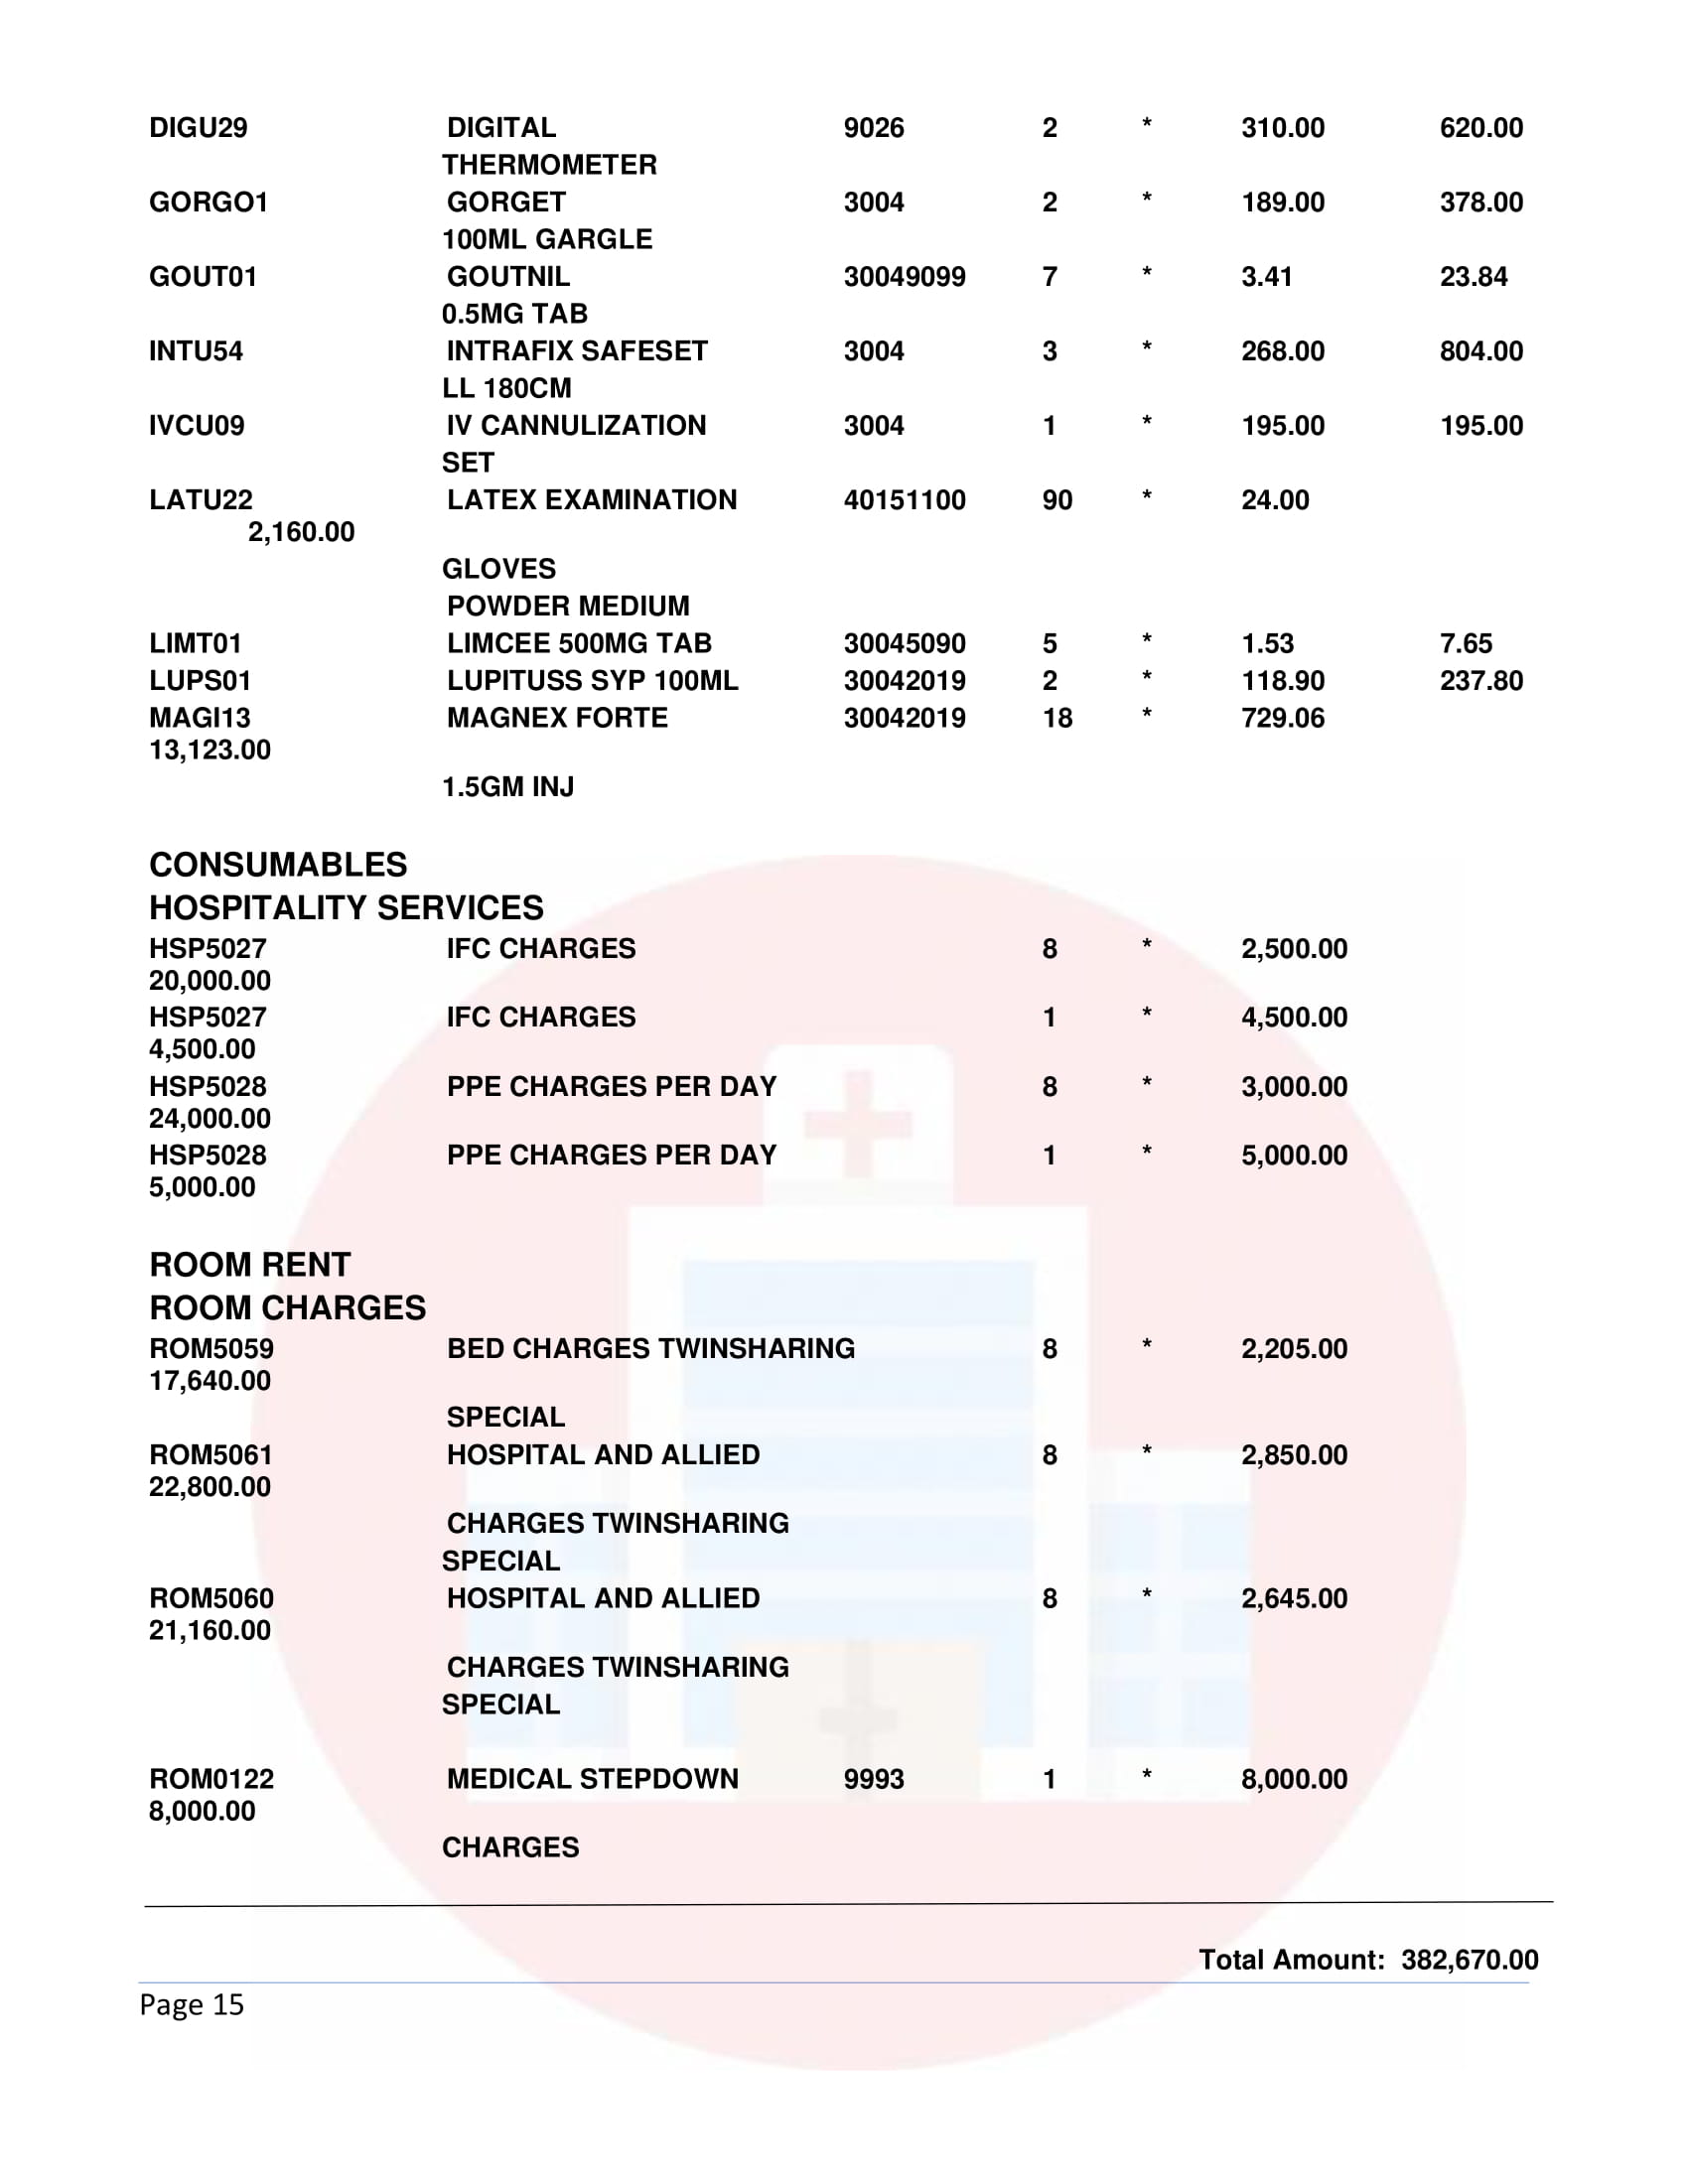 DIGU29 DIGITAL 9026 2 * 310.00 620.00
THERMOMETER
GORGO1 GORGET 3004 2 * 189.00 378.00
100ML GARGLE
GOUT01 GOUTNIL 30049099 7 * 3.41 23.84
0.5MG TAB
INTU54 INTRAFIX SAFESET 3004 3 * 268.00 804.00
LL 180CM
IVCU09 IV CANNULIZATION 3004 1 * 195.00 195.00
SET
LATU22 LATEX EXAMINATION 40151100 90 * 24.00
2,160.00
GLOVES
POWDER MEDIUM
LIMT01 LIMCEE 500MG TAB 30045090 5 * 1.53 7.65
LUPS01 LUPITUSS SYP 100ML 30042019 2 * 118.90 237.80
MAGI13 MAGNEX FORTE 30042019 18 * 729.06
13,123.00
1.5GM INJ
CONSUMABLES
HOSPITALITY SERVICES
HSP5027 IFC CHARGES 8 * 2,500.00
20,000.00
HSP5027 IFC CHARGES 1 * 4,500.00
4,500.00
HSP5028 PPE CHARGES PER DAY 8 * 3,000.00
24,000.00
HSP5028 PPE CHARGES PER DAY 1 * 5,000.00
5,000.00
ROOM RENT
ROOM CHARGES
ROM5059 BED CHARGES TWINSHARING 8 * 2,205.00
17,640.00
SPECIAL
ROM5061 HOSPITAL AND ALLIED 8 * 2,850.00
22,800.00
CHARGES TWINSHARING
SPECIAL
ROM5060 HOSPITAL AND ALLIED 8 * 2,645.00
21,160.00
CHARGES TWINSHARING
SPECIAL
ROM0122 MEDICAL STEPDOWN 9993 1 * 8,000.00
8,000.00
CHARGES
Total Amount: 382,670.00
Page 15